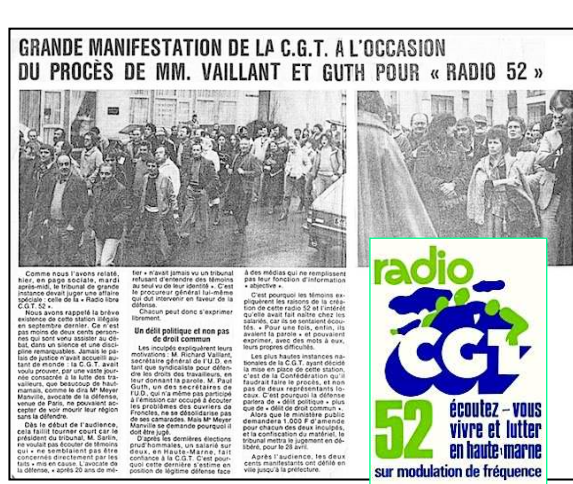 GRANDE MANIFESTATION DE LA C.G.T. A L'OCCASION
DU PROCÈS DE MM. VAILLANT ET GUTH POUR « RADIO 52 »
Comme nous l'avons relaté,
hier, en page sociale, mardi
après-midi, le tribunal de grande
instance devait juger une affaire
spéciale : celle de la « Radio libre
C.G.T. 52 ».
Nous avons rappelé la brève
existence de cette station illégale
en septembre dernier. Ce n'est
pas moins de deux cents person-
nes qui sont venu assister au dé-
bat, dans un silence et une disci-
pline remarquables. Jamais le pa-
lais de justice n'avait accueilli au-
tant de monde : la C.G.T. avait
voulu prouver, par une vaste jour-
née consacrée à la lutte des tra-
vailleurs, que beaucoup de haut-
marnais, comme le dira Me Meyer
Manville, avocate de la défense,
venue de Paris, ne pouvaient ac-
cepter de voir mourir leur région
sans la défendre.
Dès le début de l'audience,
cela faillit tourner court car le
président du tribunal, M. Sarlin,
ne voulait pas écouter de témoins
qui « ne semblaient pas être
concernés directement par les
faits » mis en cause. L'avocate de
la défense, « après 20 ans de mé-
tier » n'avait jamais vu un tribunal
refusant d'entendre des témoins
au seul vu de leur identité ». C'est
le procureur général lui-même
qui dut intervenir en faveur de la
défense.
Chacun peut donc s'exprimer
librement.
Un délit politique et non pas
de droit commun
Les inculpés expliquèrent leurs
motivations : M. Richard Vaillant,
secrétaire général de l'U.D. en
tant que syndicaliste pour défen-
dre les droits des travailleurs, en
leur donnant la parole. M. Paul
Guth, un des secrétaires de
l'U.D., qui n'a même pas participé
à l'émission car occupé à écouter
les problèmes des ouvriers de
Froncles, ne se désolidarise pas
de ses camarades. Mais Me Meyer
Manville se demande pourquoi il
doit être jugé.
D'après les dernières élections
prud'hommales, un salarié sur
deux, en Haute-Marne, fait
confiance à la C.G.T. C'est pour-
quoi cette dernière s'estime en
position de légitime défense face
à des médias qui ne remplissent
pas leur fonction d'information
« objective ».
C'est pourquoi les témoins ex-
pliquèrent les raisons de la créa-
tion de cette radio 52 et l'intérêt
qu'elle avait fait naître chez les
salariés, car ils se sentaient écou-
tés. « Pour une fois, enfin, ils
avaient la parole » et pouvaient
exprimer, avec des mots à eux,
leurs propres difficultés.
Les plus hautes instances na-
tionales de la C.G.T. ayant décidé
la mise en place de cette station,
c'est de la Confédération qu'il
faudrait faire le procès, et non
pas de deux représentants lo-
caux. C'est pourquoi la défense
parlera de « délit politique » plus
que de « délit de droit commun ».
Alors que le ministère public
demandera 1.000 F d'amende
pour chacun des deux inculpés,
et la confiscation du matériel, le
tribunal mettra le jugement en dé-
libéré, pour le 26 avril.
Après l'audience, les deux
cents manifestants ont défilé en
ville jusqu'à la préfecture.
radio
CGT
52
écoutez-vous
vivre et lutter
en haute-marne
sur modulation de fréquence